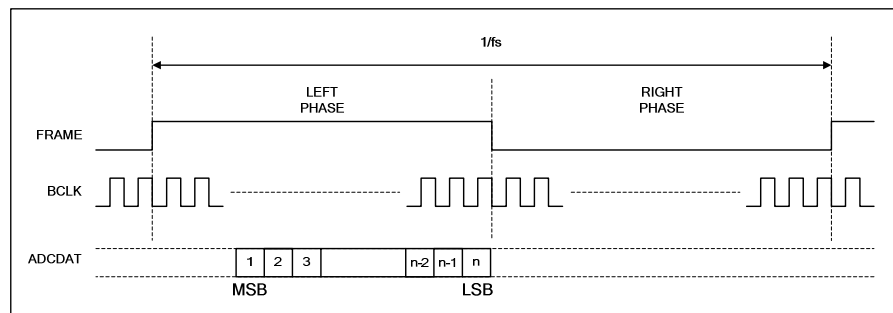 1/fs
LEFT
PHASE
RIGHT
PHASE
FRAME
BCLK
ADCDAT
1 2 3 n-2 n-1 n
MSB LSB